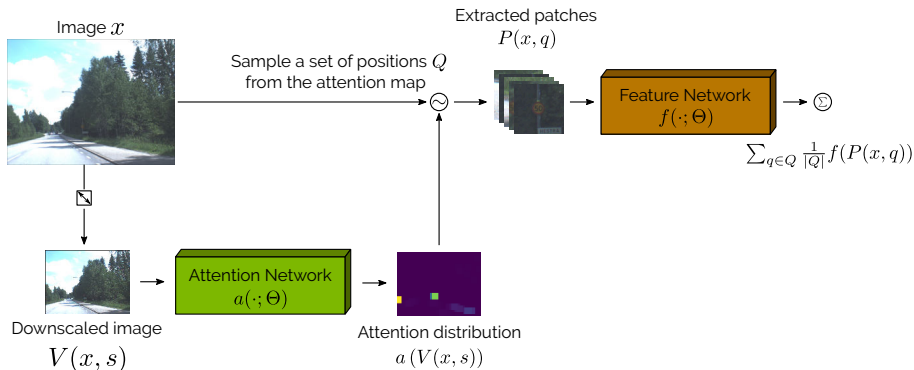 Image x
Sample a set of positions Q
from the attention map
~
Extracted patches
P(x, q)
Feature Network
f(·; Θ)
Σ
∑_{q∈Q} \frac{1}{|Q|} f(P(x, q))
Attention Network
a(·; Θ)
Downscaled image
V(x, s)
Attention distribution
a (V(x, s))